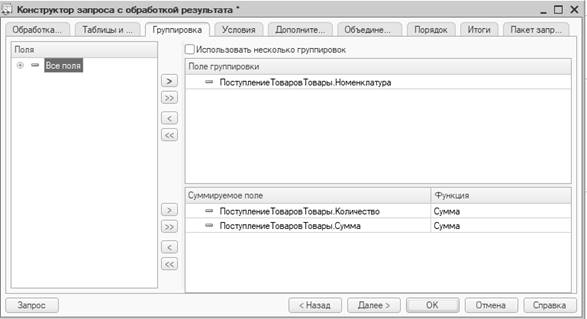 Конструктор запроса с обработкой результата *
Обработка... Таблицы и ... Группировка Условия Дополните... Объедине... Порядок Итоги Пакет запр...
Поля
Все поля
Использовать несколько группировок
Поле группировки
ПоступлениеТоваровТовары.Номенклатура
>
>>
<
<<
Суммируемое поле Функция
ПоступлениеТоваровТовары.Количество Сумма
ПоступлениеТоваровТовары.Сумма Сумма
>
>>
<
<<
Запрос < Назад Далее > OK Отмена Справка